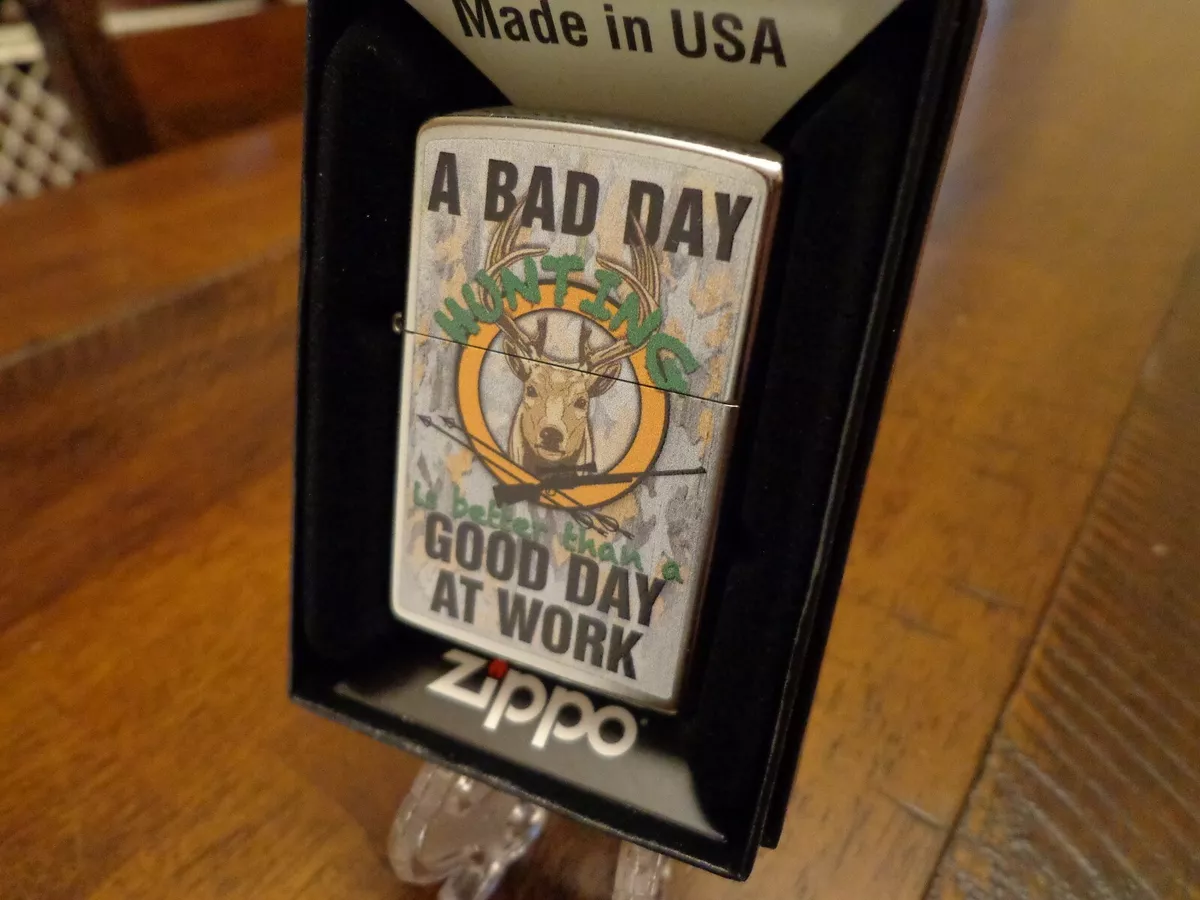 Made in USA
A BAD DAY
HUNTING
is better than a
GOOD DAY
AT WORK
zippo